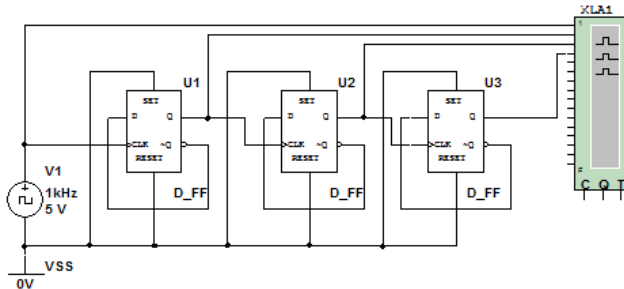 XLA1
1
U1
U2
U3
SET
D Q
CLK ~Q
RESET
SET
D Q
CLK ~Q
RESET
SET
D Q
CLK ~Q
RESET
V1
1kHz
5 V
D_FF
D_FF
D_FF
F
C Q T
VSS
0V